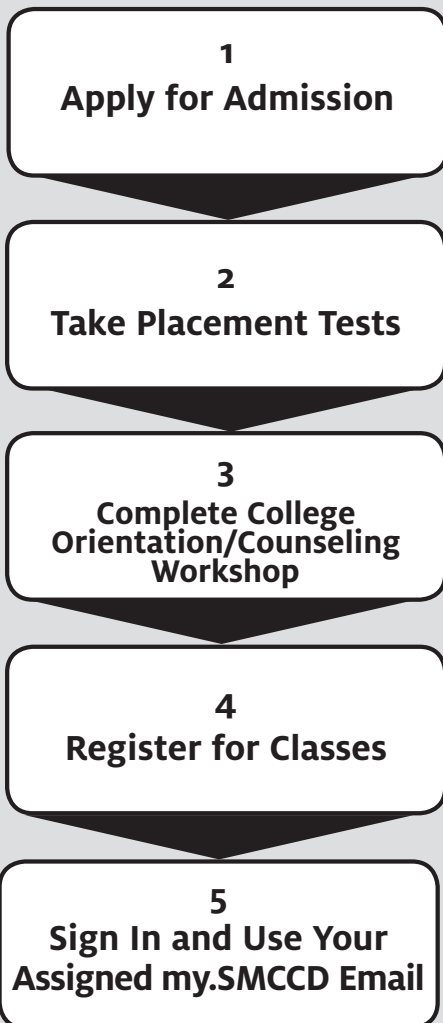 1
Apply for Admission
2
Take Placement Tests
3
Complete College
Orientation/Counseling
Workshop
4
Register for Classes
5
Sign In and Use Your
Assigned my.SMCCD Email